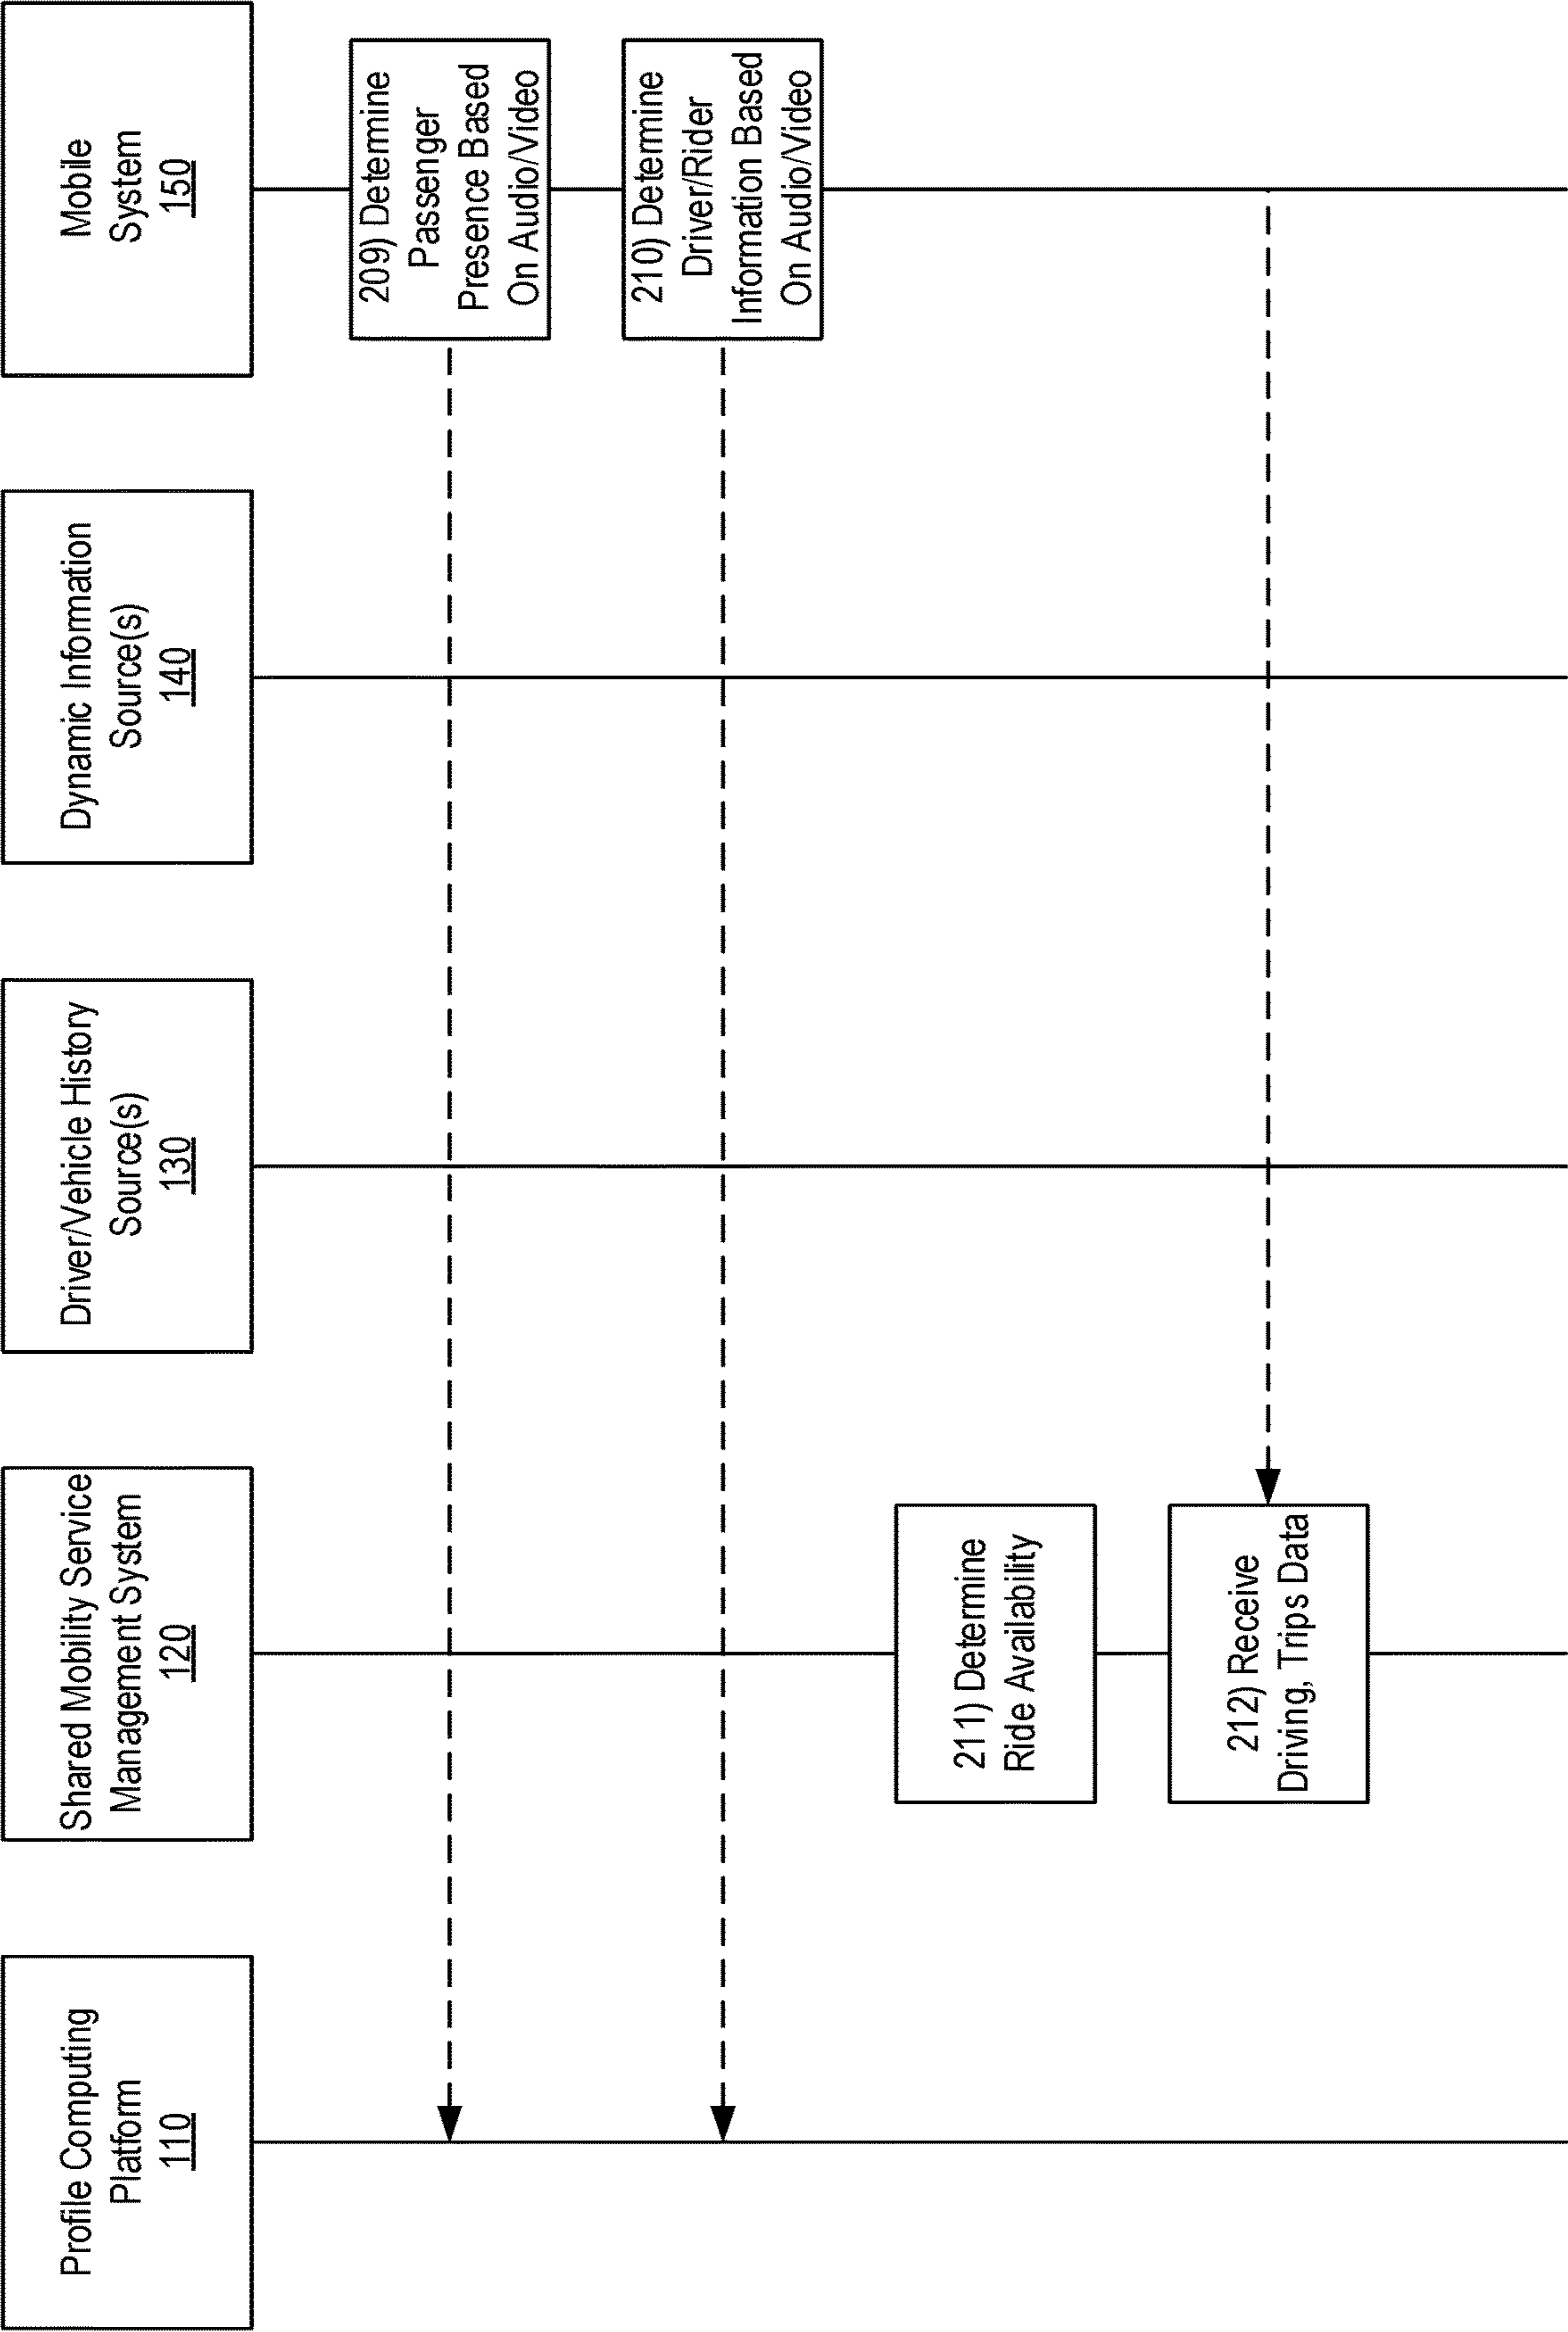 Profile Computing
Platform
110
Shared Mobility Service
Management System
120
Driver/Vehicle History
Source(s)
130
Dynamic Information
Source(s)
140
Mobile
System
150
209) Determine
Passenger
Presence Based
On Audio/Video
210) Determine
Driver/Rider
Information Based
On Audio/Video
211) Determine
Ride Availability
212) Receive
Driving, Trips Data